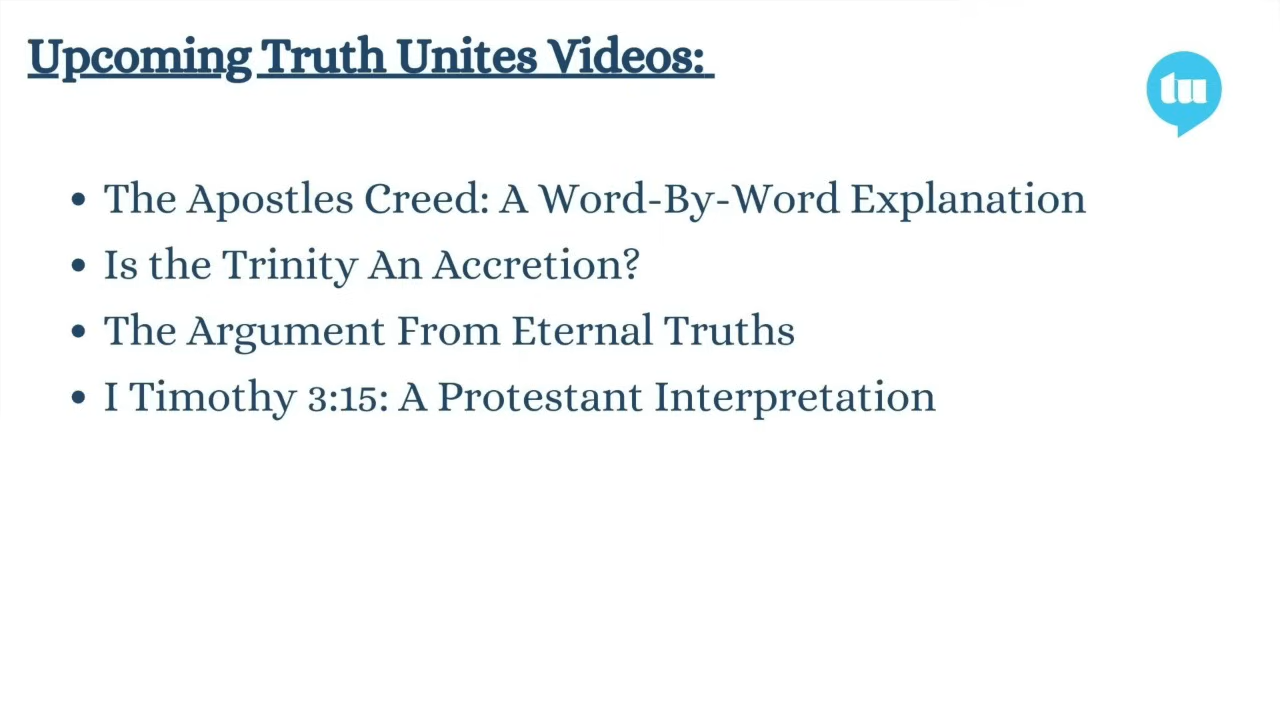 Upcoming Truth Unites Videos:
tu
• The Apostles Creed: A Word-By-Word Explanation
• Is the Trinity An Accretion?
• The Argument From Eternal Truths
• I Timothy 3:15: A Protestant Interpretation